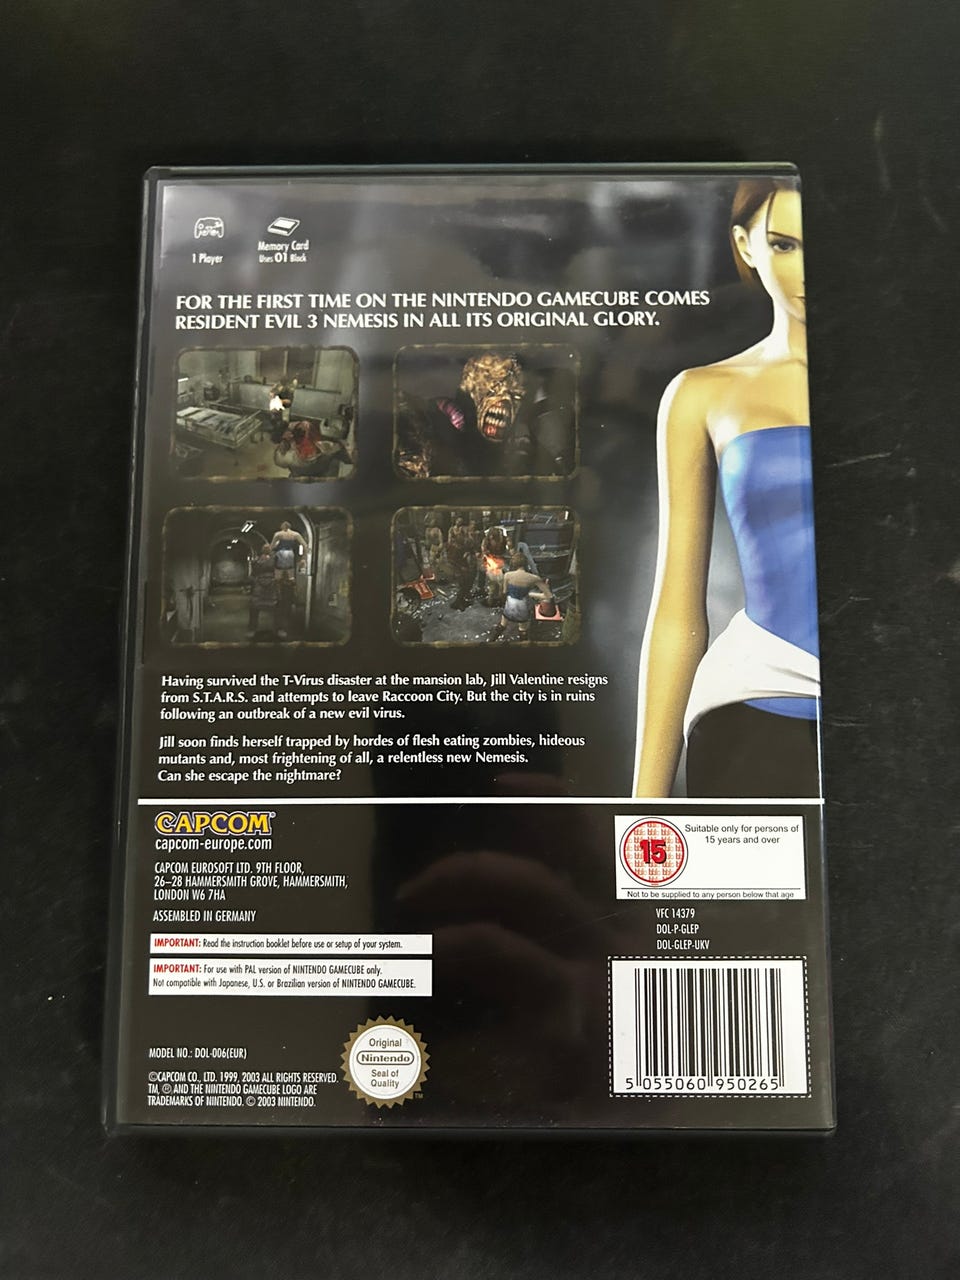 1 Player
Memory Card
Uses 01 Block
FOR THE FIRST TIME ON THE NINTENDO GAMECUBE COMES
RESIDENT EVIL 3 NEMESIS IN ALL ITS ORIGINAL GLORY.
Having survived the T-Virus disaster at the mansion lab, Jill Valentine resigns
from S.T.A.R.S. and attempts to leave Raccoon City. But the city is in ruins
following an outbreak of a new evil virus.
Jill soon finds herself trapped by hordes of flesh eating zombies, hideous
mutants and, most frightening of all, a relentless new Nemesis.
Can she escape the nightmare?
CAPCOM®
capcom-europe.com
CAPCOM EUROSOFT LTD. 9TH FLOOR,
26–28 HAMMERSMITH GROVE, HAMMERSMITH,
LONDON W6 7HA
ASSEMBLED IN GERMANY
IMPORTANT: Read the instruction booklet before use or setup of your system.
IMPORTANT: For use with PAL version of NINTENDO GAMECUBE only.
Not compatible with Japanese, U.S. or Brazilian version of NINTENDO GAMECUBE.
MODEL NO.: DOL-006(EUR)
©CAPCOM CO., LTD. 1999, 2003 ALL RIGHTS RESERVED.
TM, ® AND THE NINTENDO GAMECUBE LOGO ARE
TRADEMARKS OF NINTENDO. © 2003 NINTENDO.
Original
Nintendo
Seal of
Quality
TM
15
Suitable only for persons of
15 years and over
Not to be supplied to any person below that age
VFC 14379
DOL-P-GLEP
DOL-GLEP-UKV
5 055060 950265